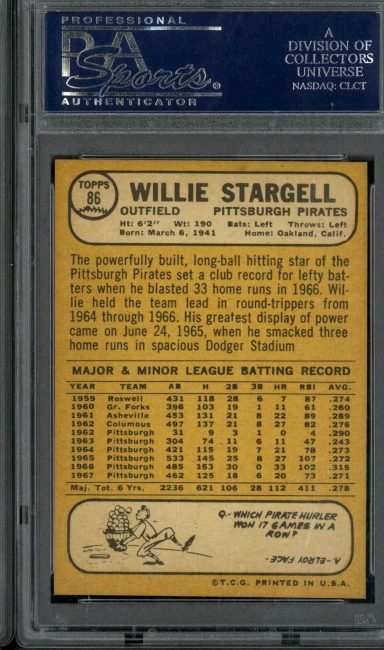 PROFESSIONAL
PSA
Sports®
AUTHENTICATOR
A
DIVISION OF
COLLECTORS
UNIVERSE
NASDAQ: CLCT
TOPPS
86
WILLIE STARGELL
OUTFIELD PITTSBURGH PIRATES
Ht: 6'2" Wt: 190 Bats: Left Throws: Left
Born: March 6, 1941 Home: Oakland, Calif.
The powerfully built, long-ball hitting star of the
Pittsburgh Pirates set a club record for lefty bat-
ters when he blasted 33 home runs in 1966. Wil-
lie held the team lead in round-trippers from
1964 through 1966. His greatest display of power
came on June 24, 1965, when he smacked three
home runs in spacious Dodger Stadium
MAJOR & MINOR LEAGUE BATTING RECORD
YEAR TEAM AB H 2B 3B HR RBI AVG.
1959 Roswell 431 118 28 6 7 87 .274
1960 Gr. Forks 396 103 19 1 11 61 .260
1961 Asheville 453 131 21 8 22 89 .289
1962 Columbus 497 137 21 8 27 82 .276
1962 Pittsburgh 31 9 3 1 0 4 .290
1963 Pittsburgh 304 74 11 6 11 47 .243
1964 Pittsburgh 421 115 19 7 21 78 .273
1965 Pittsburgh 533 145 25 8 27 107 .272
1966 Pittsburgh 485 153 30 0 33 102 .315
1967 Pittsburgh 462 125 18 6 20 73 .271
Maj. Tot. 6 Yrs. 2236 621 106 28 112 411 .278
Q.- WHICH PIRATE HURLER
WON 17 GAMES IN A
ROW?
A- ELROY FACE-
©T.C.G. PRINTED IN U.S.A.